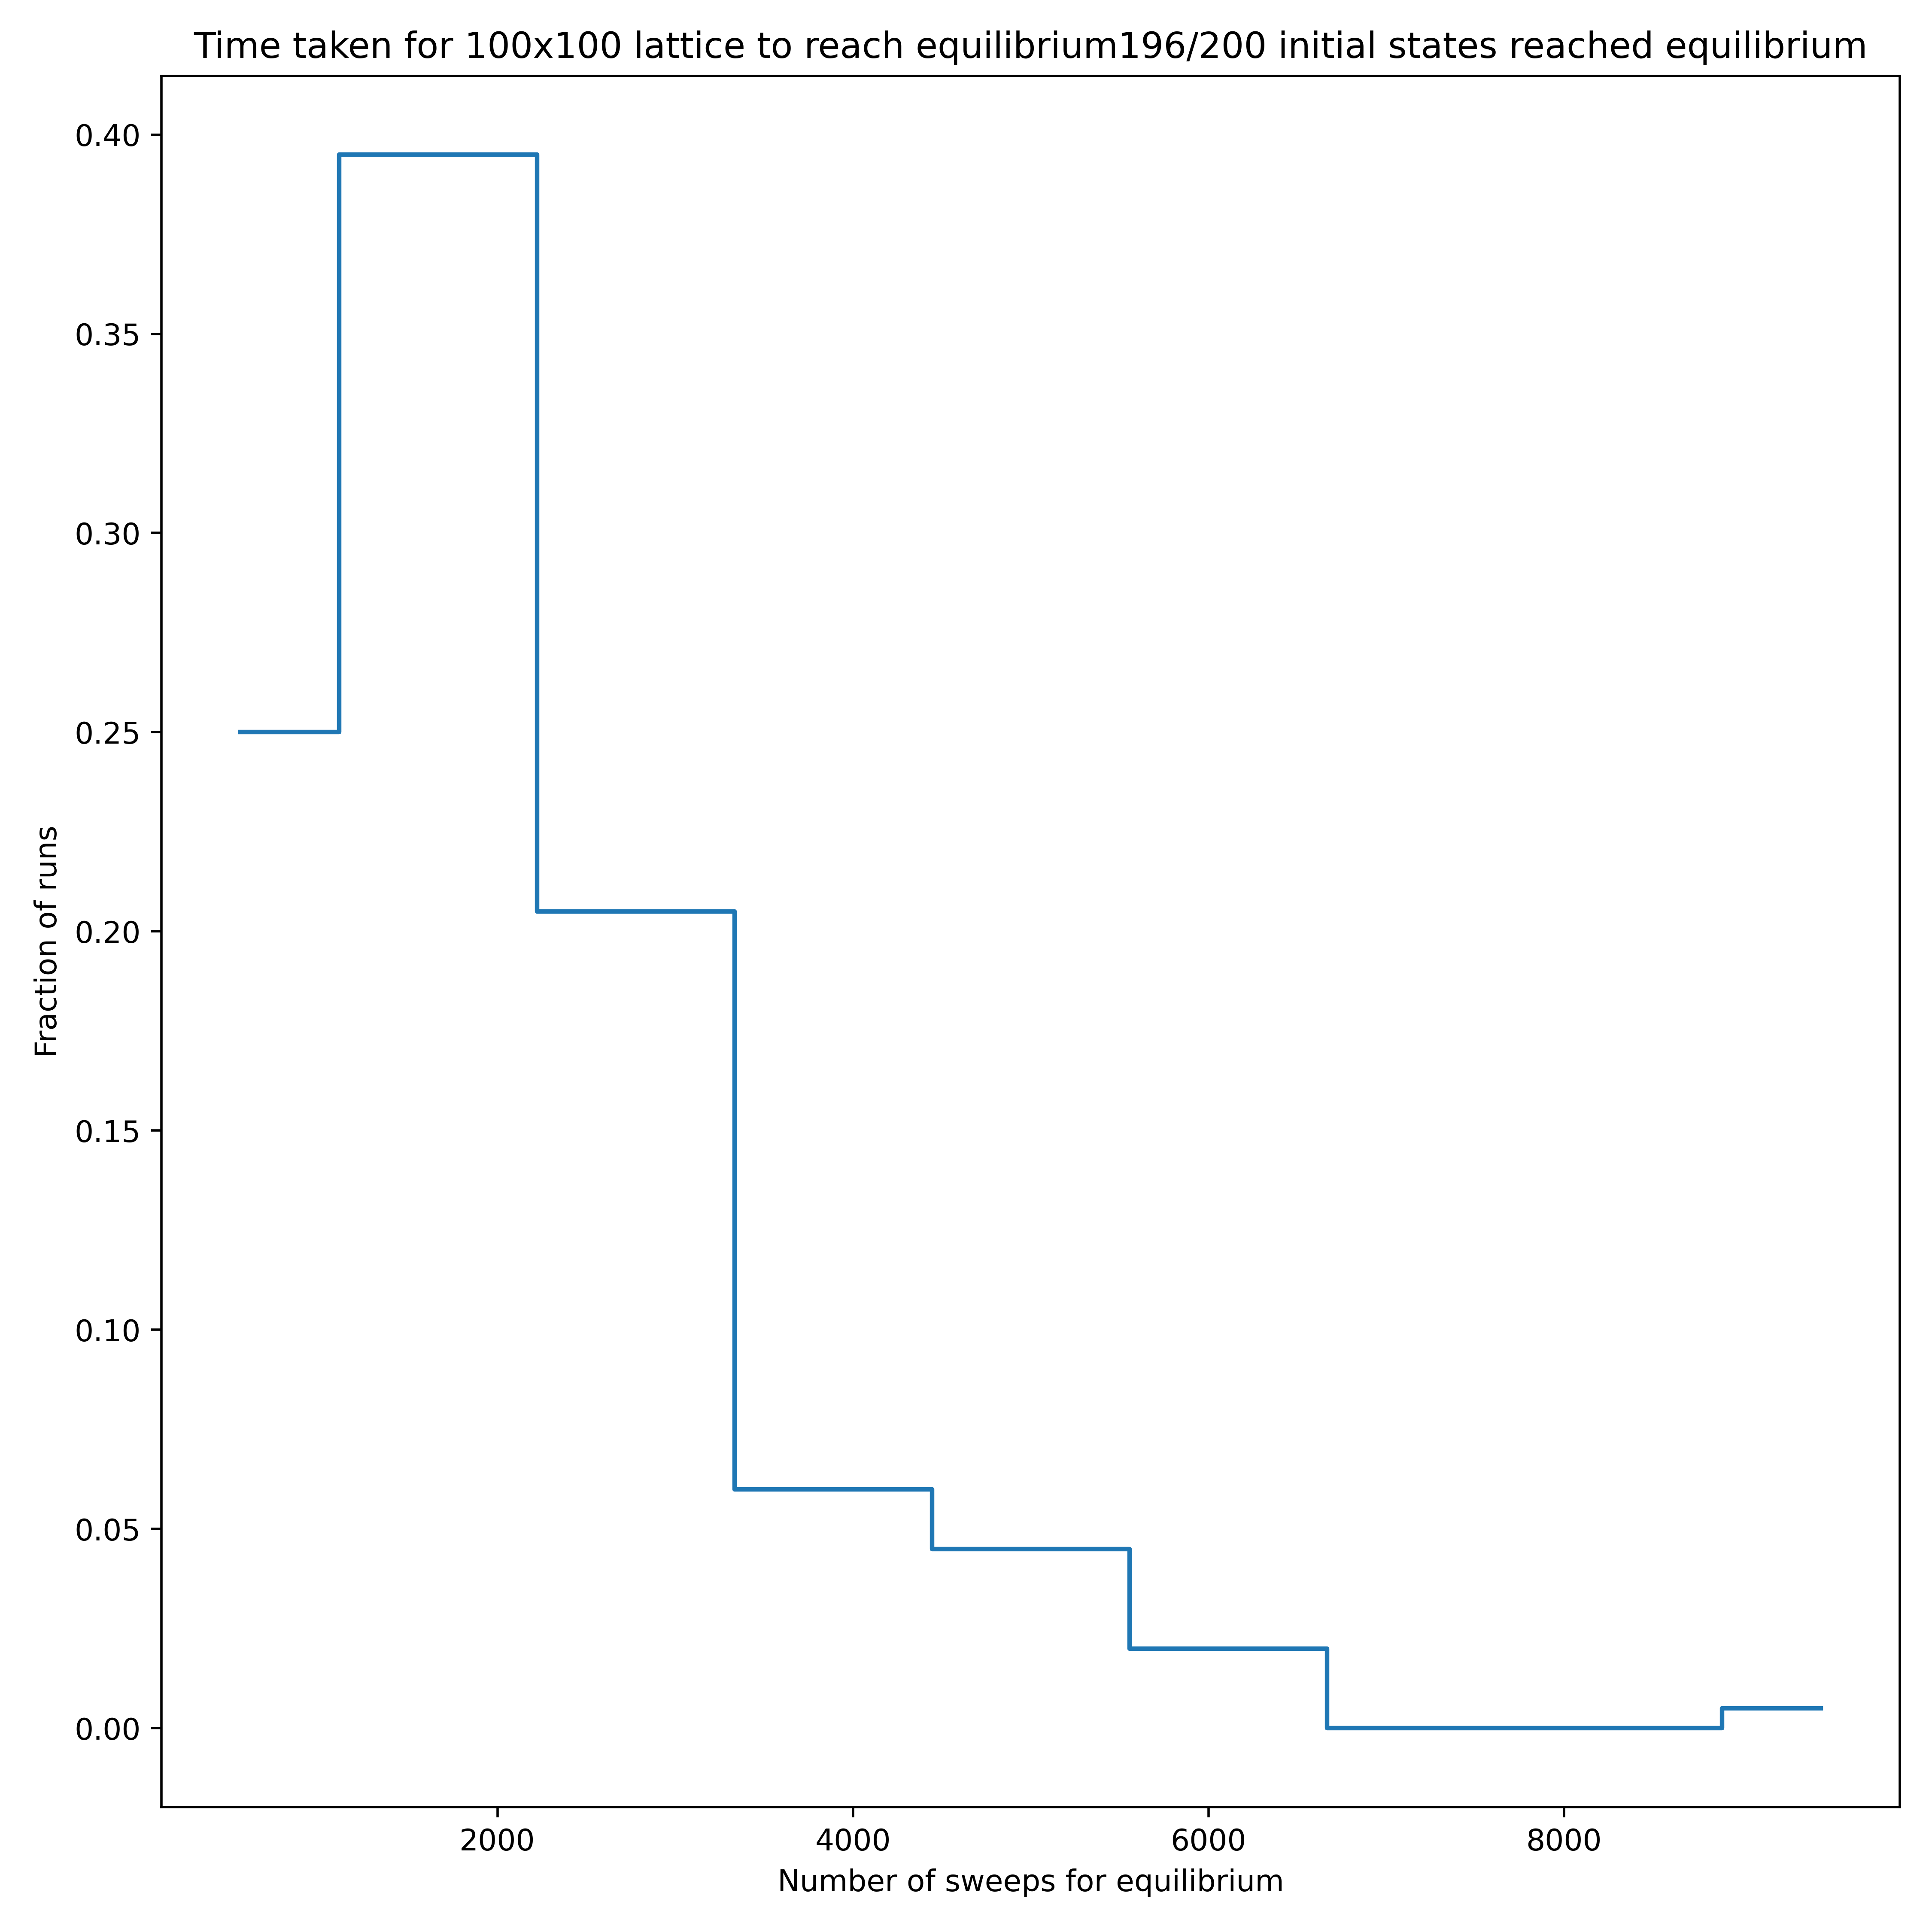 Time taken for 100x100 lattice to reach equilibrium196/200 initial states reached equilibrium
0.40
0.35
0.30
0.25
0.20
0.15
0.10
0.05
0.00
Fraction of runs
2000 4000 6000 8000
Number of sweeps for equilibrium